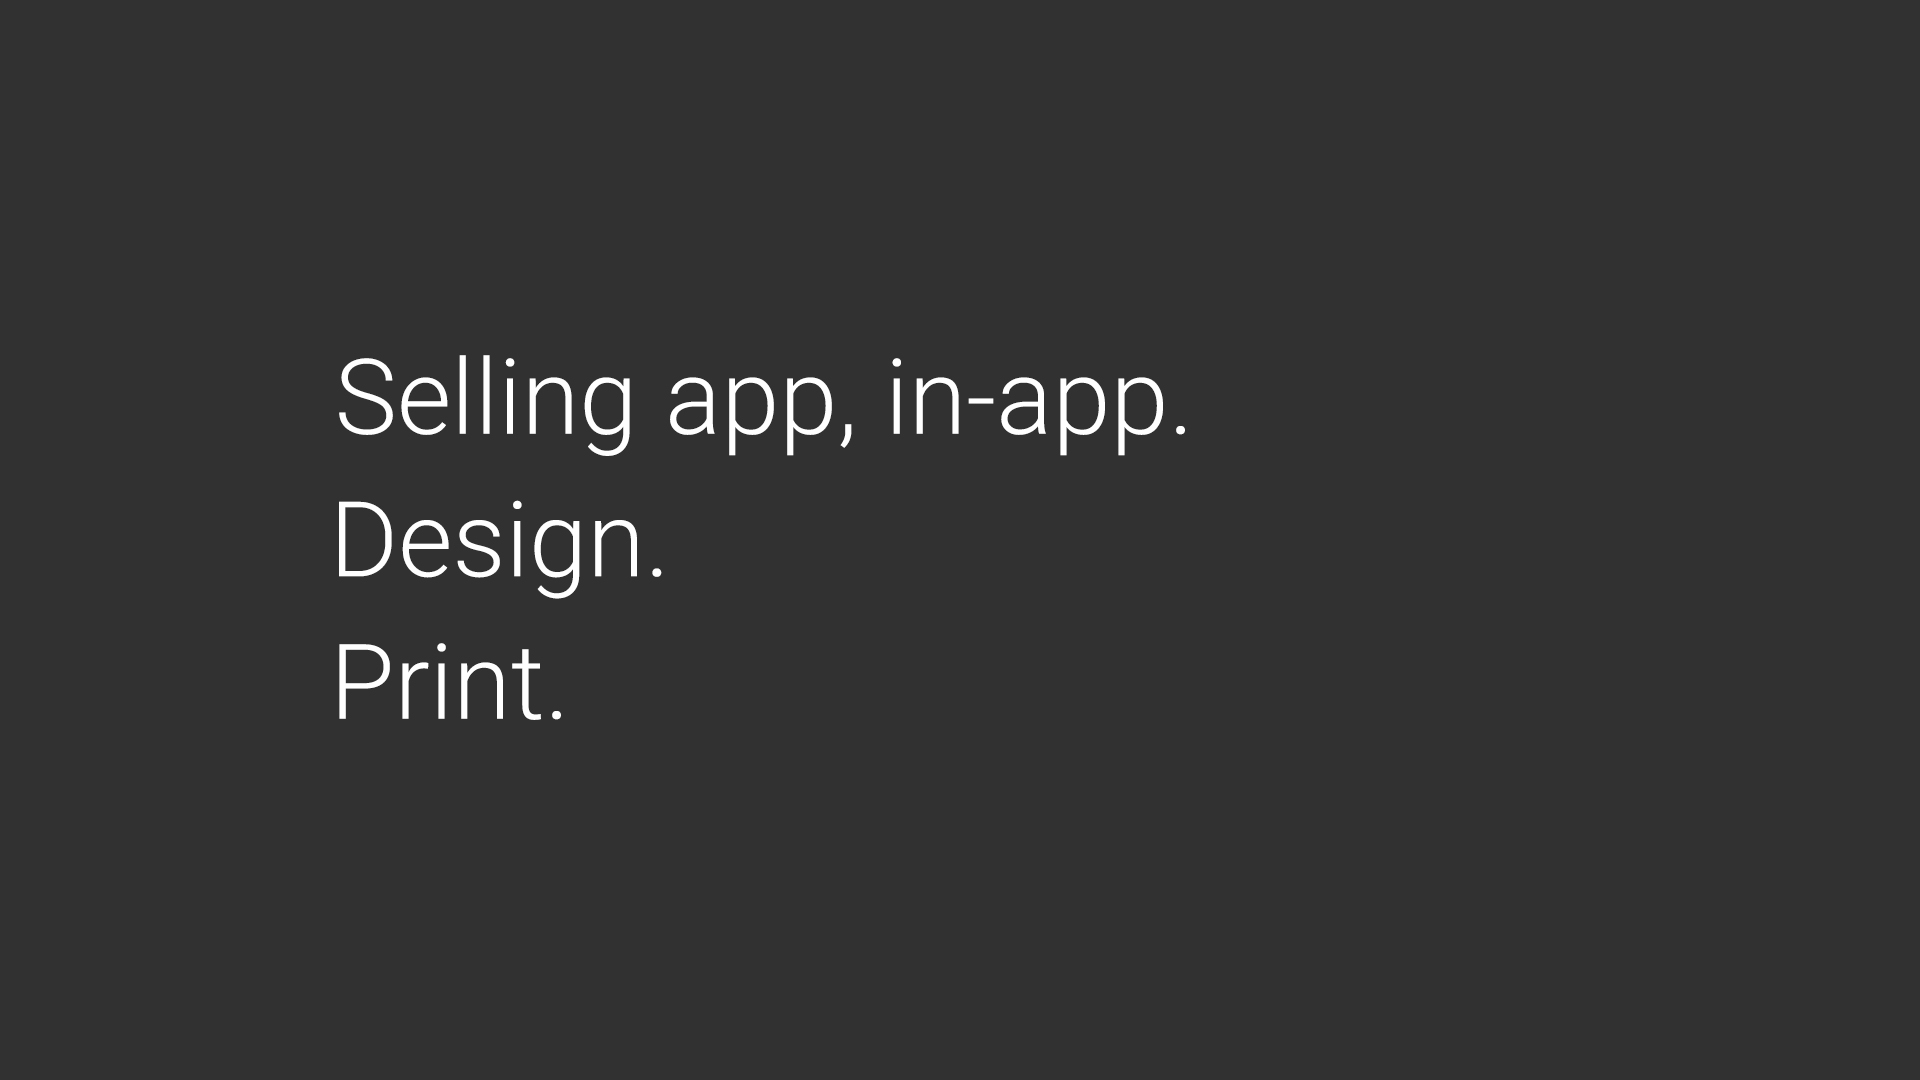 Selling app, in-app.
Design.
Print.